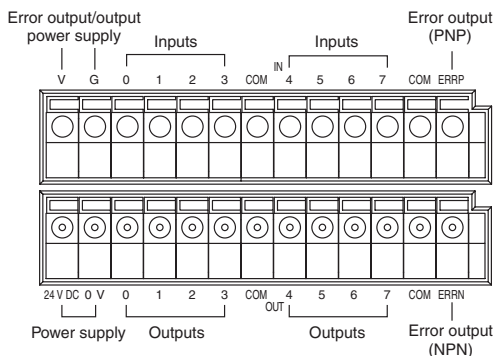 Error output/output
power supply
Inputs
Inputs
Error output
(PNP)
IN
V G 0 1 2 3 COM 4 5 6 7 COM ERRP
24 V DC 0 V 0 1 2 3 COM 4 5 6 7 COM ERRN
OUT
Power supply
Outputs
Outputs
Error output
(NPN)